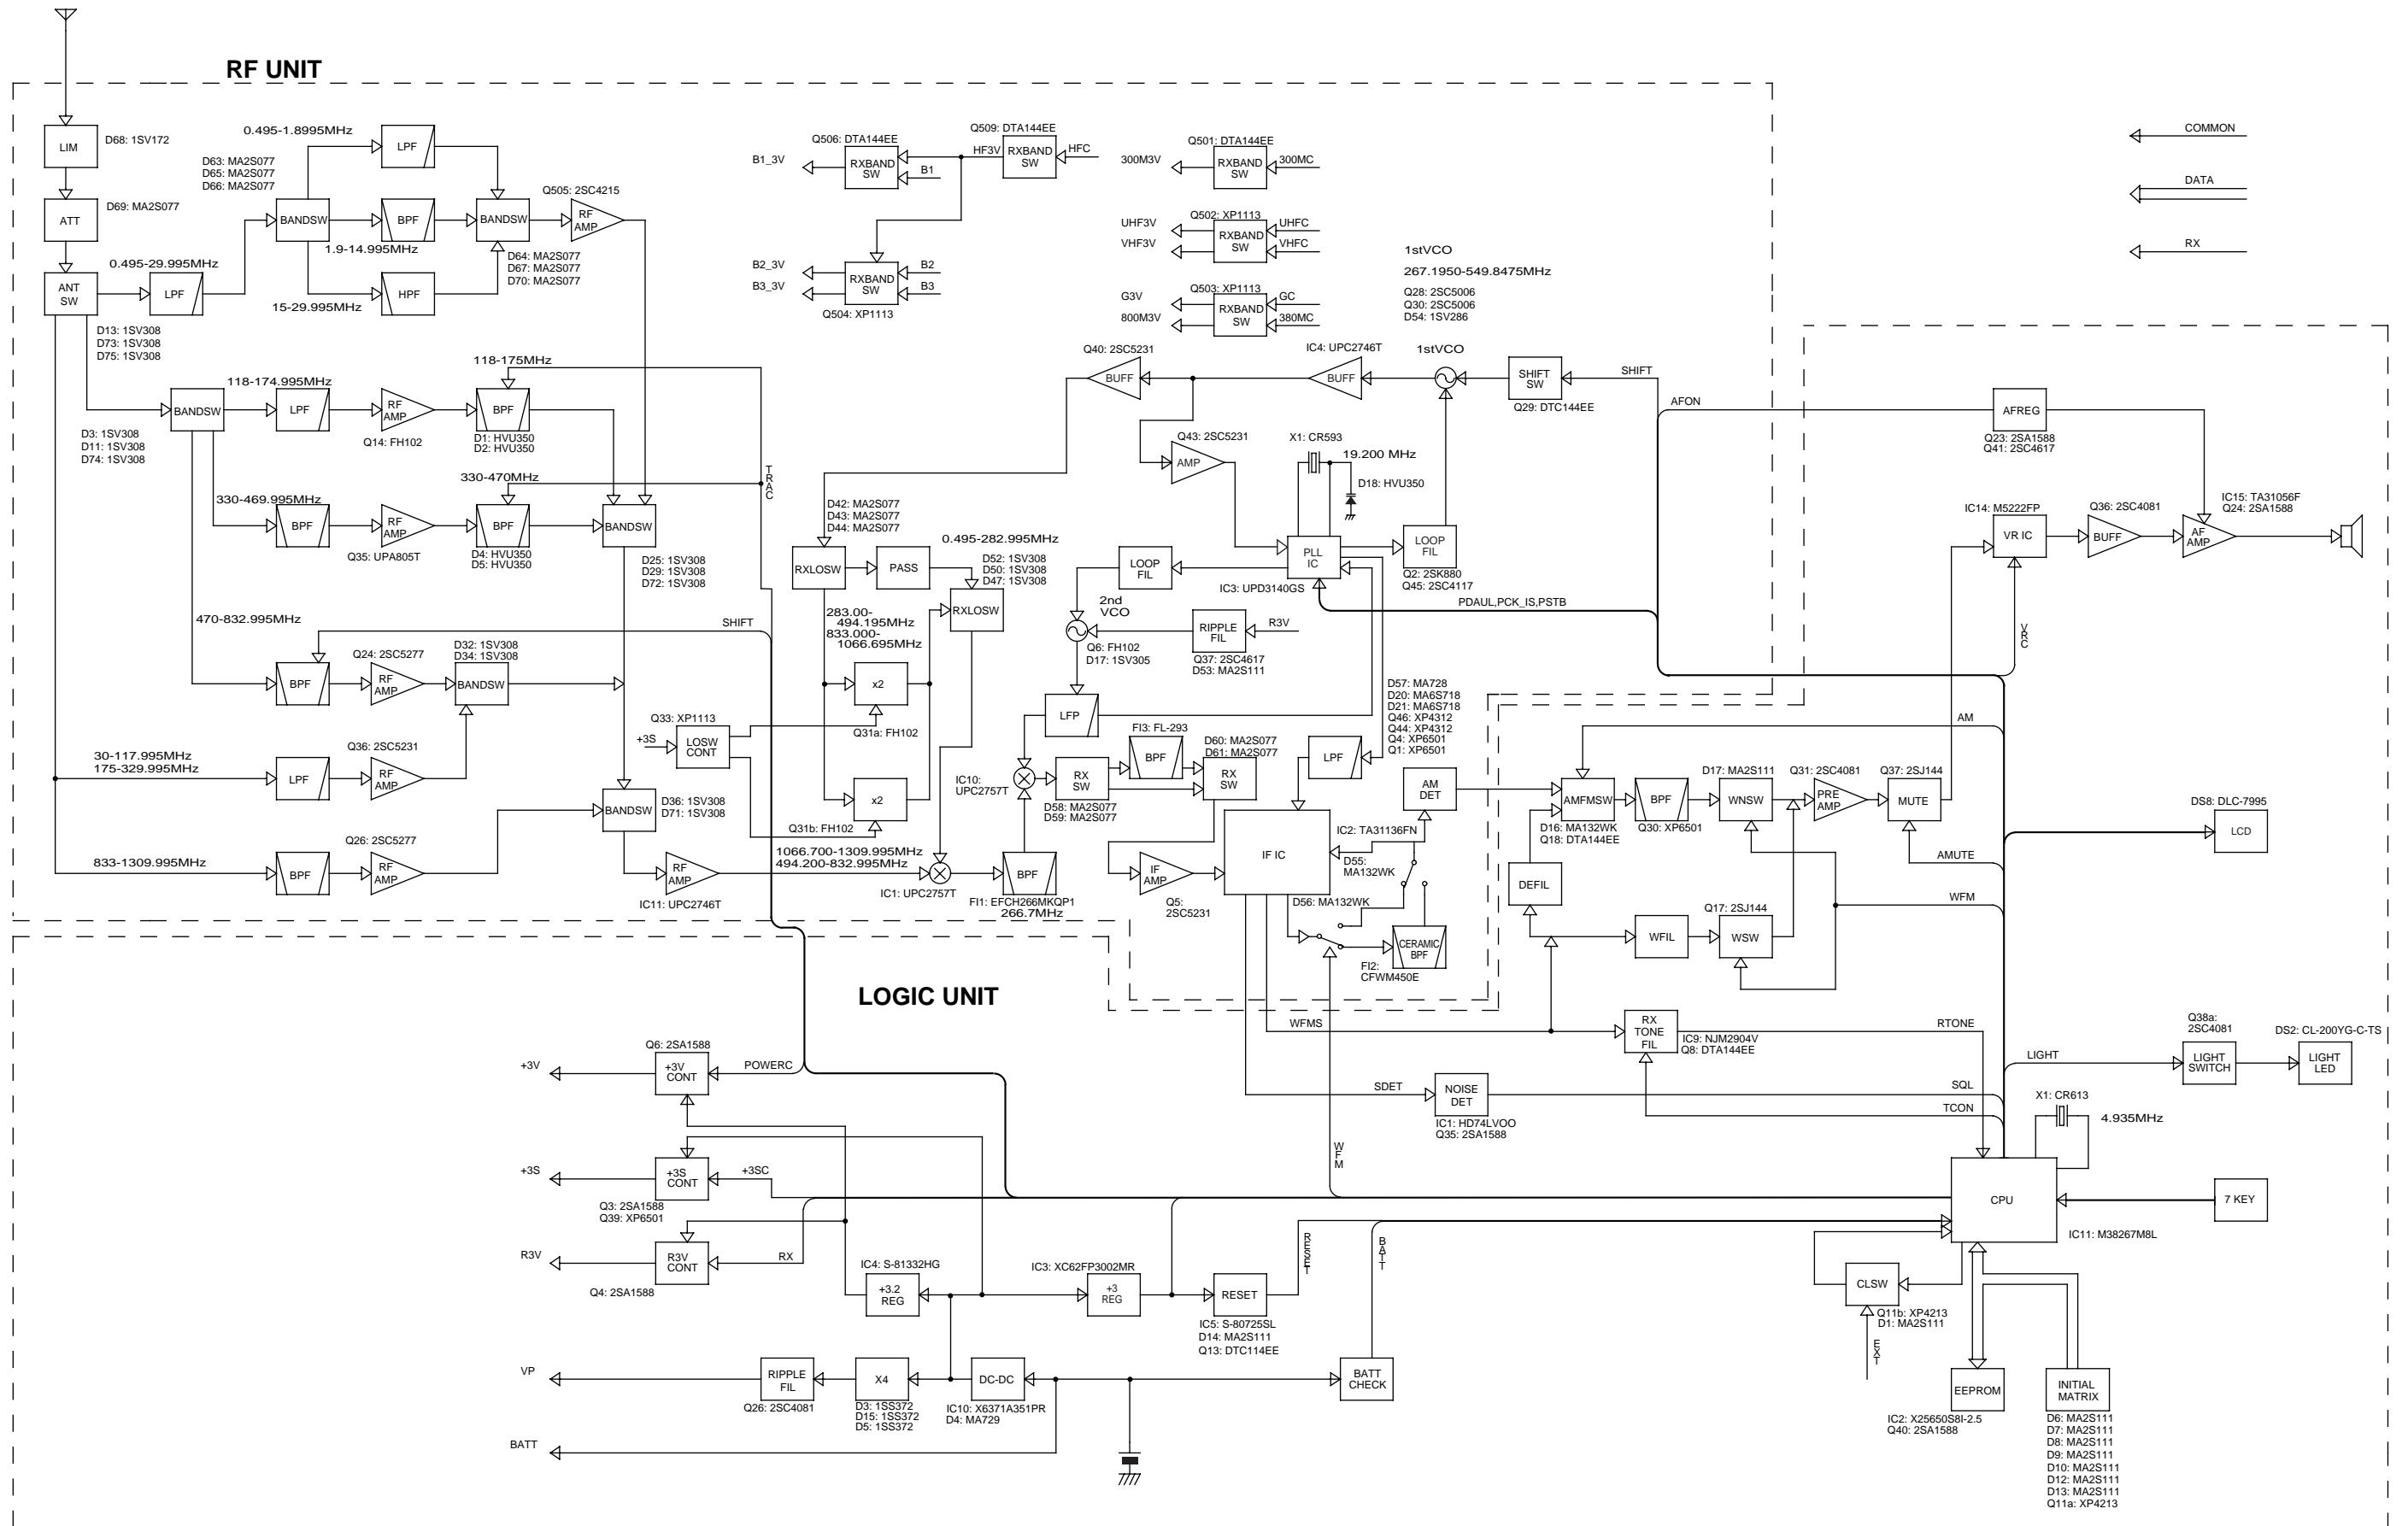 RF UNIT
LIM
D68: 1SV172
ATT
D69: MA2S077
ANT
SW
D13: 1SV308
D73: 1SV308
D75: 1SV308
0.495-29.995MHz
LPF
D63: MA2S077
D65: MA2S077
D66: MA2S077
BANDSW
0.495-1.8995MHz
LPF
BPF
1.9-14.995MHz
HPF
15-29.995MHz
BANDSW
D64: MA2S077
D67: MA2S077
D70: MA2S077
Q505: 2SC4215
RF
AMP
B1_3V
Q506: DTA144EE
RXBAND
SW
B1
HF3V
Q509: DTA144EE
RXBAND
SW
HFC
B2_3V
B3_3V
RXBAND
SW
B2
B3
Q504: XP1113
300M3V
Q501: DTA144EE
RXBAND
SW
300MC
UHF3V
VHF3V
Q502: XP1113
RXBAND
SW
UHFC
VHFC
G3V
800M3V
Q503: XP1113
RXBAND
SW
GC
380MC
1stVCO
267.1950-549.8475MHz
Q28: 2SC5006
Q30: 2SC5006
D54: 1SV286
COMMON
DATA
RX
D3: 1SV308
D11: 1SV308
D74: 1SV308
BANDSW
118-174.995MHz
LPF
RF
AMP
Q14: FH102
118-175MHz
BPF
D1: HVU350
D2: HVU350
330-469.995MHz
BPF
RF
AMP
Q35: UPA805T
330-470MHz
BPF
D4: HVU350
D5: HVU350
TRAC
BANDSW
D25: 1SV308
D29: 1SV308
D72: 1SV308
470-832.995MHz
SHIFT
BPF
Q24: 2SC5277
RF
AMP
D32: 1SV308
D34: 1SV308
BANDSW
30-117.995MHz
175-329.995MHz
LPF
Q36: 2SC5231
RF
AMP
833-1309.995MHz
BPF
Q26: 2SC5277
RF
AMP
BANDSW
D36: 1SV308
D71: 1SV308
RF
AMP
IC11: UPC2746T
1066.700-1309.995MHz
494.200-832.995MHz
IC1: UPC2757T
BPF
FI1: EFCH266MKQP1
266.7MHz
Q40: 2SC5231
BUFF
IC4: UPC2746T
BUFF
1stVCO
SHIFT
SW
Q29: DTC144EE
SHIFT
Q43: 2SC5231
AMP
X1: CR593
19.200 MHz
D18: HVU350
PLL
IC
IC3: UPD3140GS
LOOP
FIL
Q2: 2SK880
Q45: 2SC4117
LOOP
FIL
PDAUL,PCK_IS,PSTB
2nd
VCO
Q6: FH102
D17: 1SV305
RIPPLE
FIL
R3V
Q37: 2SC4617
D53: MA2S111
D42: MA2S077
D43: MA2S077
D44: MA2S077
RXLOSW
PASS
0.495-282.995MHz
D52: 1SV308
D50: 1SV308
D47: 1SV308
RXLOSW
283.00-
494.195MHz
833.000-
1066.695MHz
x2
Q31a: FH102
x2
Q31b: FH102
Q33: XP1113
+3S
LOSW
CONT
LFP
IC10:
UPC2757T
RX
SW
D58: MA2S077
D59: MA2S077
FI3: FL-293
BPF
D60: MA2S077
D61: MA2S077
RX
SW
LPF
D57: MA728
D20: MA6S718
D21: MA6S718
Q46: XP4312
Q44: XP4312
Q4: XP6501
Q1: XP6501
AM
DET
IF
AMP
Q5:
2SC5231
IF IC
IC2: TA31136FN
D55:
MA132WK
D56: MA132WK
CERAMIC
BPF
FI2:
CFWM450E
AFON
AFREG
Q23: 2SA1588
Q41: 2SC4617
IC14: M5222FP
VR IC
Q36: 2SC4081
BUFF
IC15: TA31056F
Q24: 2SA1588
AF
AMP
VRC
AM
AMFMSW
D16: MA132WK
Q18: DTA144EE
BPF
Q30: XP6501
D17: MA2S111
WNSW
Q31: 2SC4081
PRE
AMP
Q37: 2SJ144
MUTE
DS8: DLC-7995
LCD
AMUTE
WFM
DEFIL
WFIL
Q17: 2SJ144
WSW
LOGIC UNIT
WFMS
RX
TONE
FIL
IC9: NJM2904V
Q8: DTA144EE
RTONE
SDET
NOISE
DET
IC1: HD74LVOO
Q35: 2SA1588
SQL
TCON
WFM
LIGHT
Q38a:
2SC4081
LIGHT
SWITCH
DS2: CL-200YG-C-TS
LIGHT
LED
X1: CR613
4.935MHz
CPU
IC11: M38267M8L
7 KEY
CLSW
Q11b: XP4213
D1: MA2S111
EXT
EEPROM
IC2: X25650S8I-2.5
Q40: 2SA1588
INITIAL
MATRIX
D6: MA2S111
D7: MA2S111
D8: MA2S111
D9: MA2S111
D10: MA2S111
D12: MA2S111
D13: MA2S111
Q11a: XP4213
+3V
Q6: 2SA1588
+3V
CONT
POWERC
+3S
+3S
CONT
+3SC
Q3: 2SA1588
Q39: XP6501
R3V
R3V
CONT
RX
Q4: 2SA1588
IC4: S-81332HG
+3.2
REG
IC3: XC62FP3002MR
+3
REG
RESET
IC5: S-80725SL
D14: MA2S111
Q13: DTC114EE
RESET
BATT
VP
RIPPLE
FIL
Q26: 2SC4081
X4
D3: 1SS372
D15: 1SS372
D5: 1SS372
DC-DC
IC10: X6371A351PR
D4: MA729
BATT
CHECK
BATT